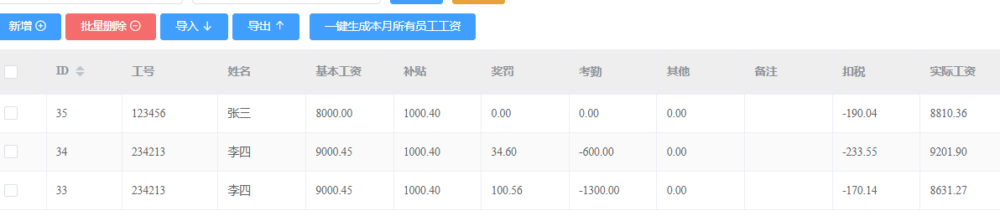 新增 批量删除 导入 导出 一键生成本月所有员工工资
ID 工号 姓名 基本工资 补贴 奖罚 考勤 其他 备注 扣税 实际工资
35 123456 张三 8000.00 1000.40 0.00 0.00 0.00 -190.04 8810.36
34 234213 李四 9000.45 1000.40 34.60 -600.00 0.00 -233.55 9201.90
33 234213 李四 9000.45 1000.40 100.56 -1300.00 0.00 -170.14 8631.27